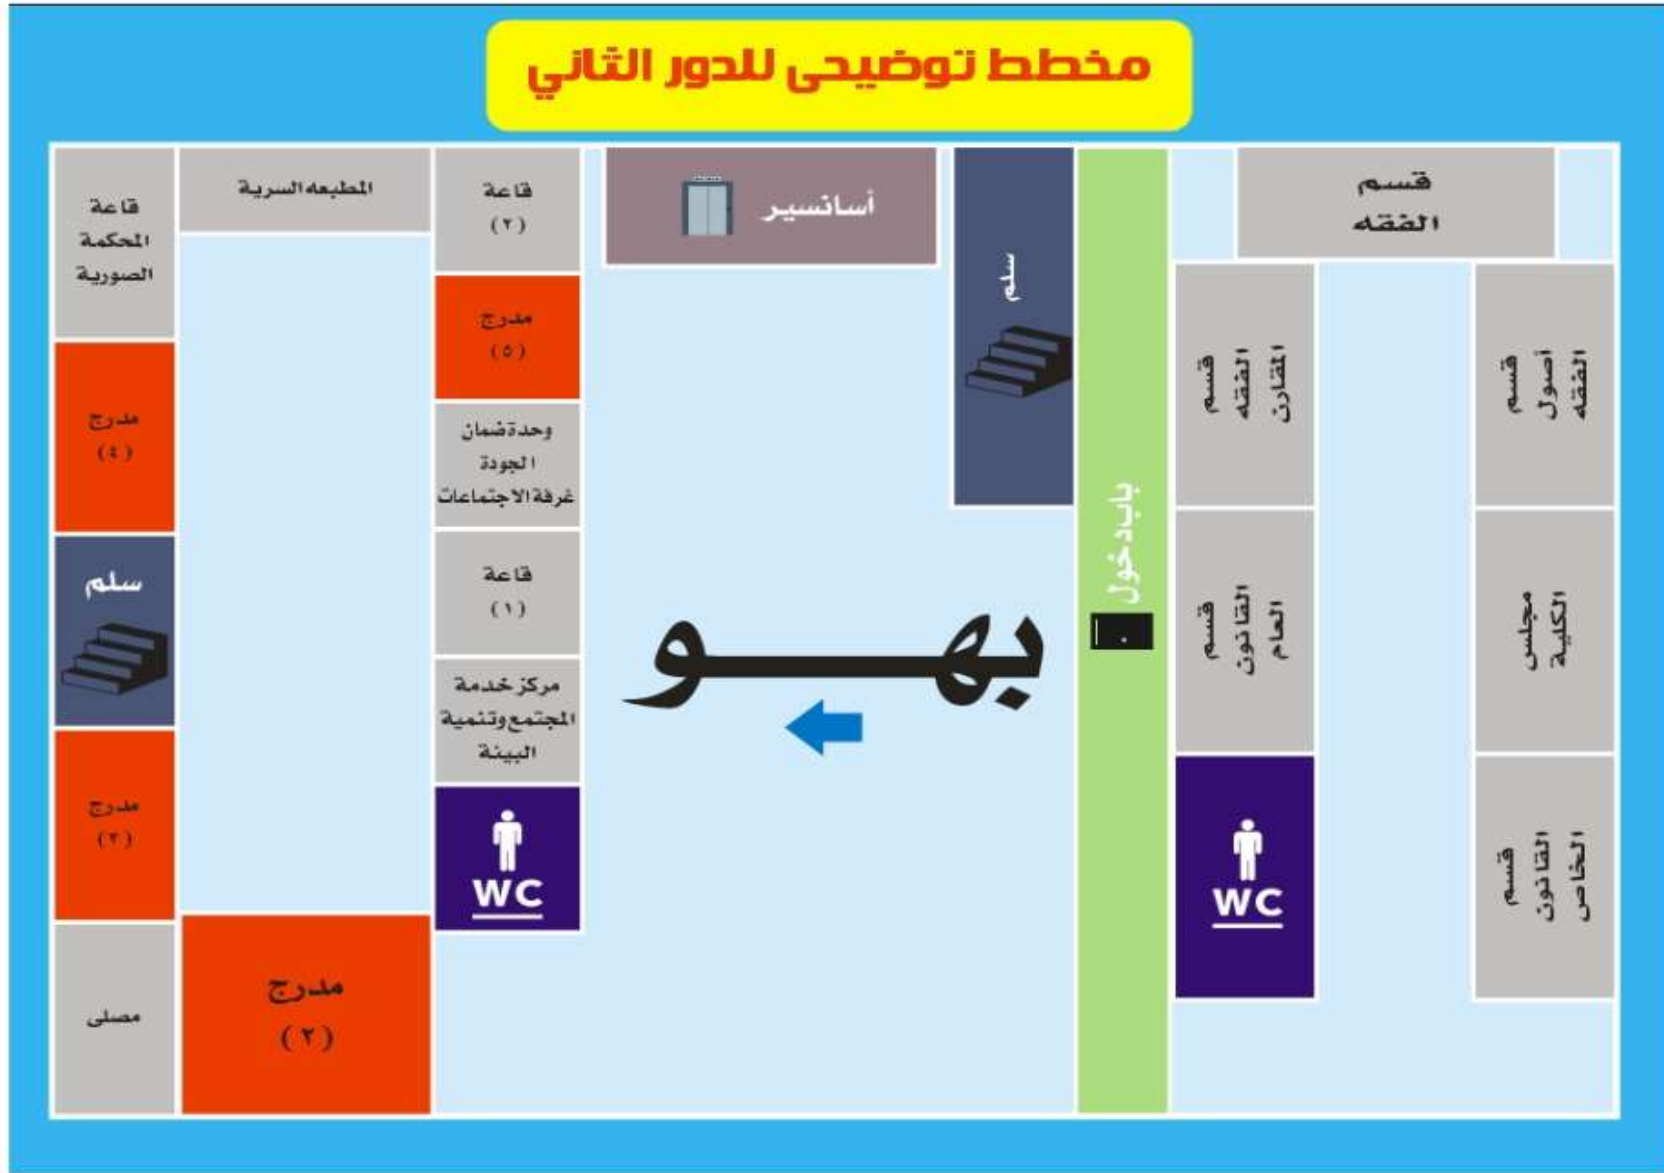 مخطط توضيحى للدور الثاني
قسم
الفقه
قسم
أصول
الفقه
مجلس
الكلية
قسم
القانون
الخاص
قسم
الفقه
المقارن
قسم
القانون
العام
WC
باب دخول
سلم
أسانسير
بهـــو
قاعة
(٢)
مدرج
(٥)
وحدة ضمان
الجودة
غرفة الاجتماعات
قاعة
(١)
مركز خدمة
المجتمع وتنمية
البيئة
WC
المطبعه السرية
مدرج
(٢)
قاعة
المحكمة
الصورية
مدرج
(٤)
سلم
مدرج
(٣)
مصلى